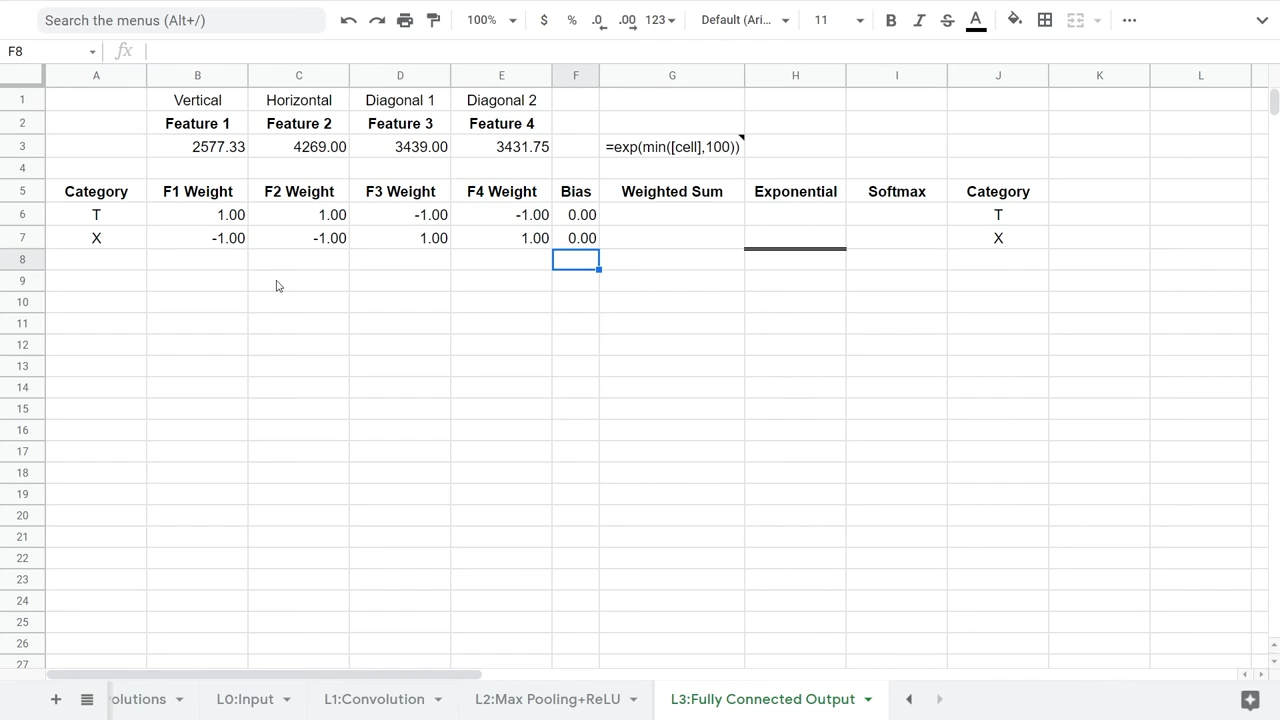 Search the menus (Alt+/) 100% $ % .0 .00 123 Default (Ari... 11 B I S A ...
F8 fx
A B C D E F G H I J K L
1 Vertical Horizontal Diagonal 1 Diagonal 2
2 Feature 1 Feature 2 Feature 3 Feature 4
3 2577.33 4269.00 3439.00 3431.75 =exp(min([cell],100))
4
5 Category F1 Weight F2 Weight F3 Weight F4 Weight Bias Weighted Sum Exponential Softmax Category
6 T 1.00 1.00 -1.00 -1.00 0.00 T
7 X -1.00 -1.00 1.00 1.00 0.00 X
8
9
10
11
12
13
14
15
16
17
18
19
20
21
22
23
24
25
26
27
+ olutions L0:Input L1:Convolution L2:Max Pooling+ReLU L3:Fully Connected Output